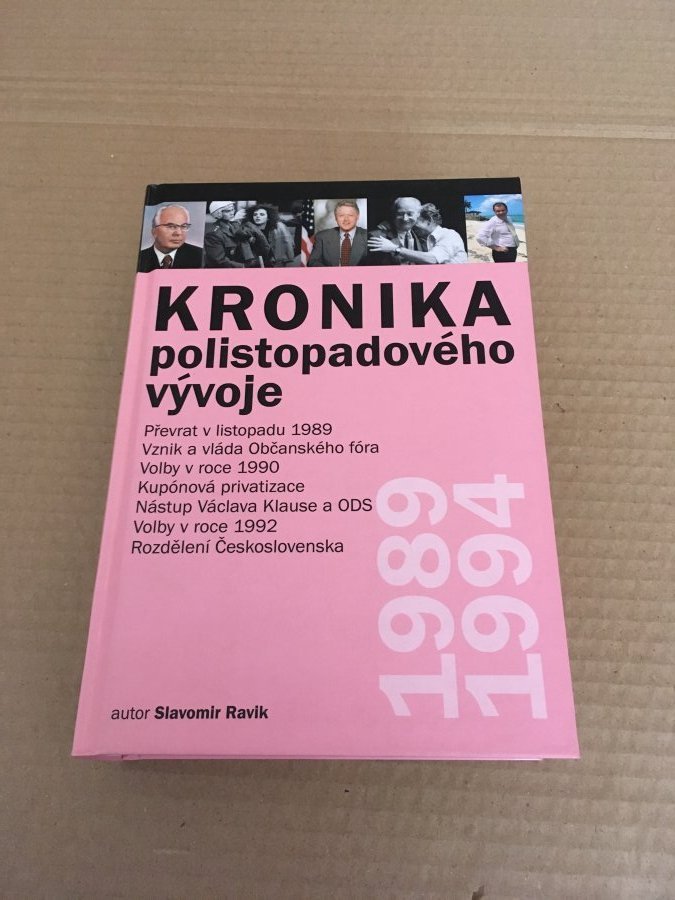 KRONIKA
polistopadového
vývoje
Převrat v listopadu 1989
Vznik a vláda Občanského fóra
Volby v roce 1990
Kupónová privatizace
Nástup Václava Klause a ODS
Volby v roce 1992
Rozdělení Československa
1989
1994
autor Slavomir Ravik